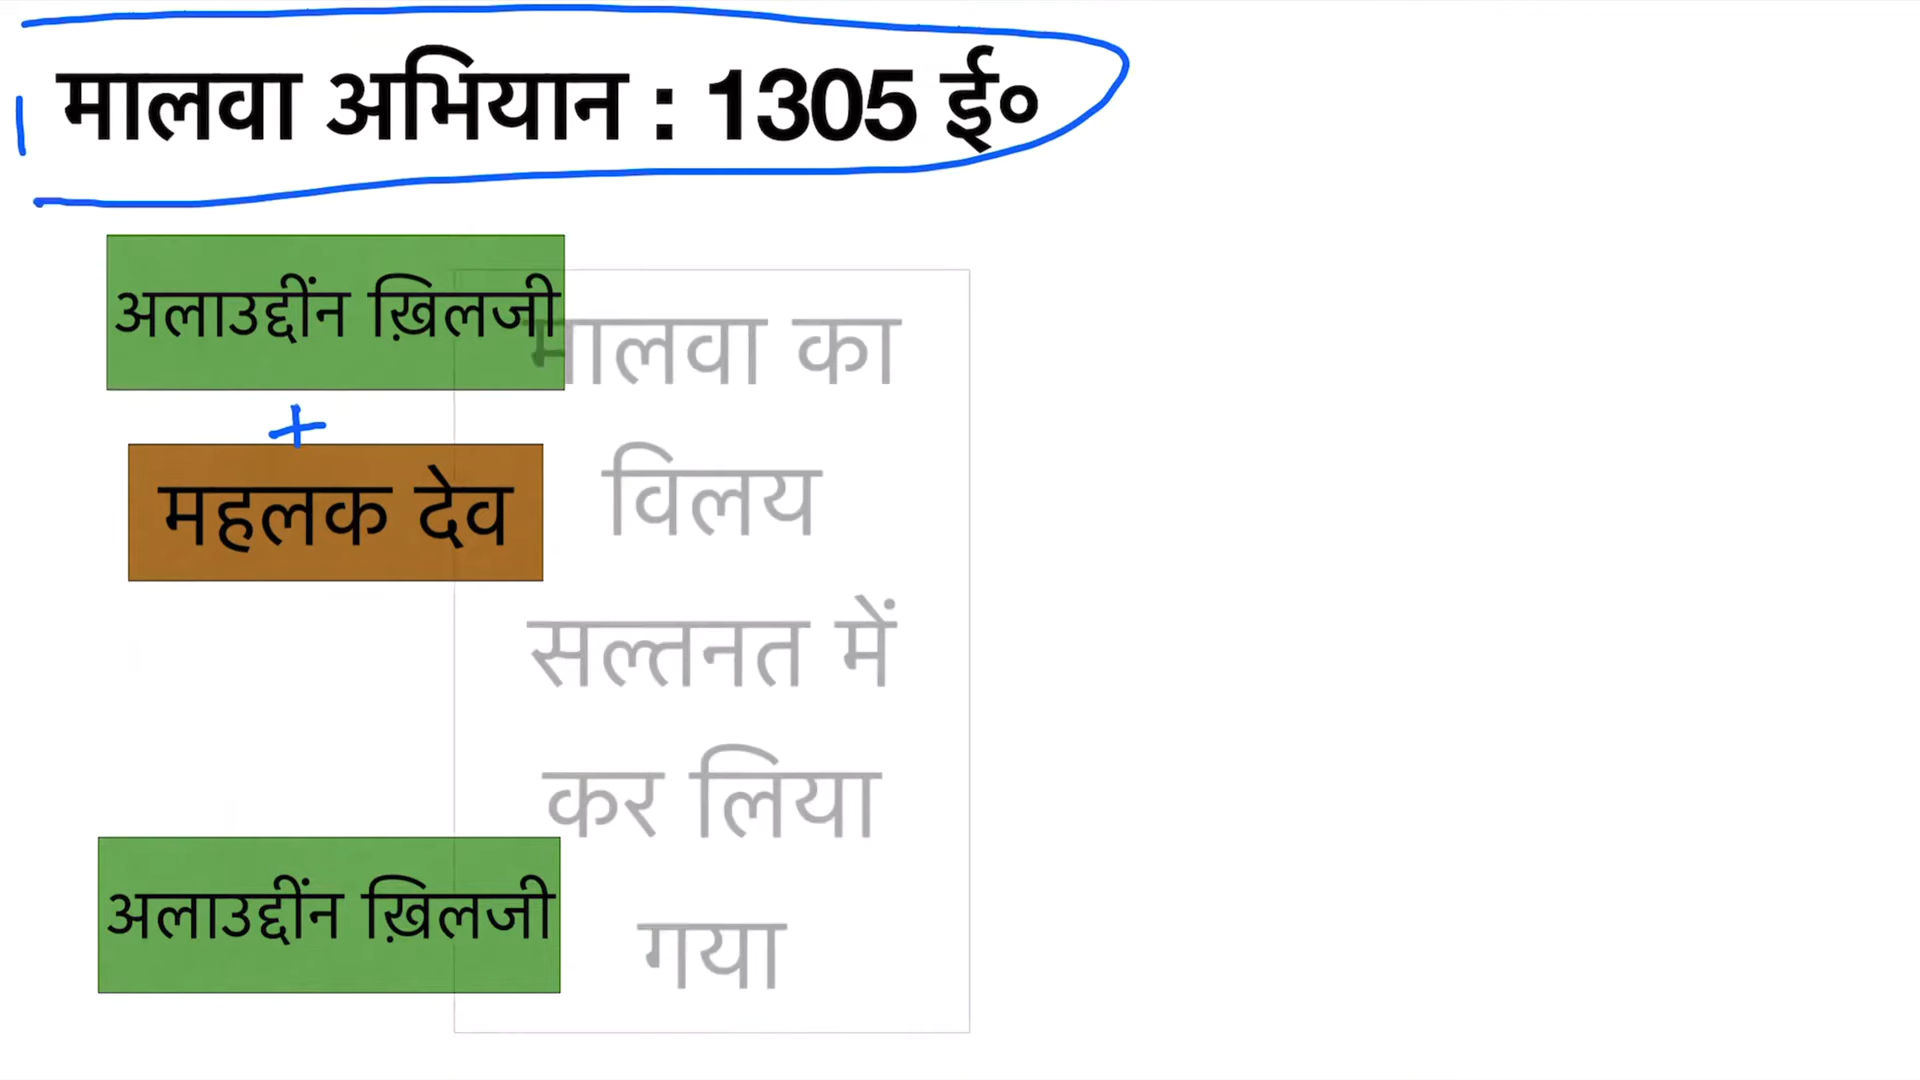 मालवा अभियान : 1305 ई०
अलाउद्दींन ख़िलजी
+
महलक देव
अलाउद्दींन ख़िलजी
मालवा का
विलय
सल्तनत में
कर लिया
गया